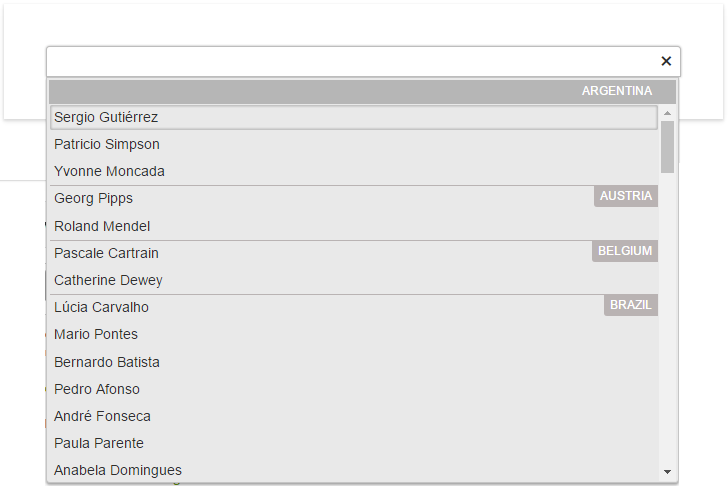 ARGENTINA
Sergio Gutiérrez
Patricio Simpson
Yvonne Moncada
Georg Pipps AUSTRIA
Roland Mendel
Pascale Cartrain BELGIUM
Catherine Dewey
Lúcia Carvalho BRAZIL
Mario Pontes
Bernardo Batista
Pedro Afonso
André Fonseca
Paula Parente
Anabela Domingues